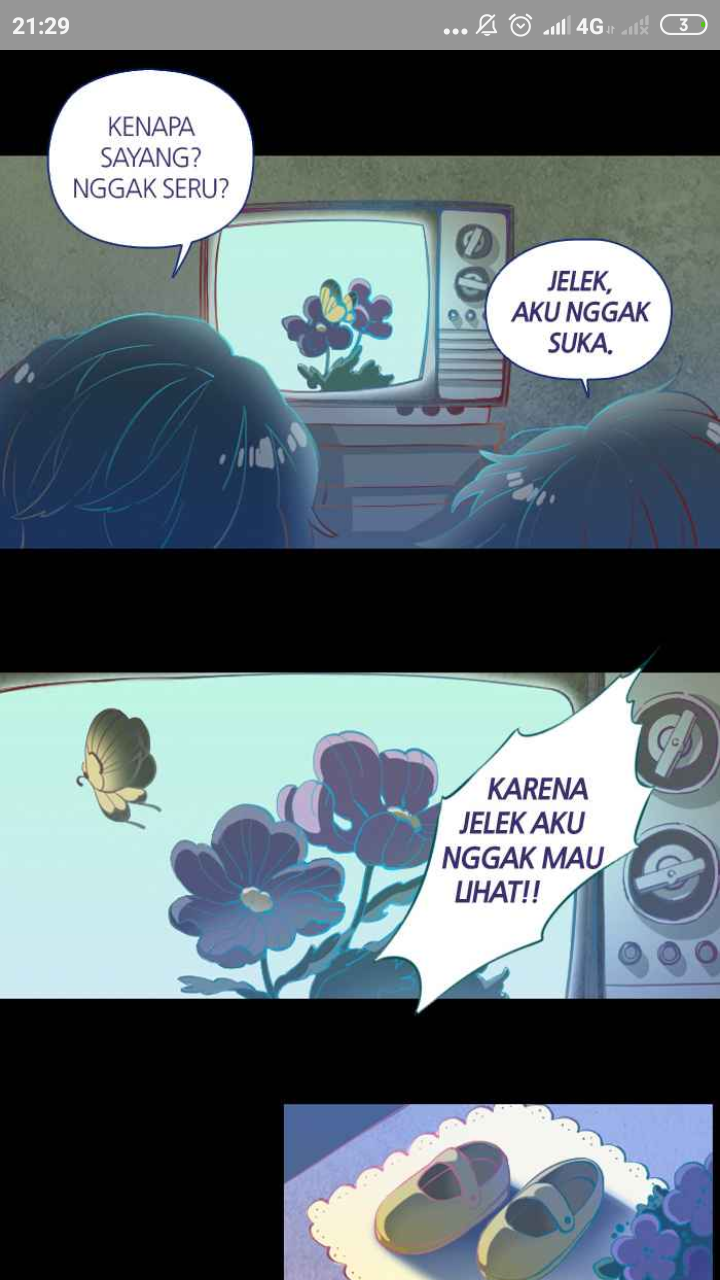 21:29
4G
3
KENAPA
SAYANG?
NGGAK SERU?
JELEK,
AKU NGGAK
SUKA.
KARENA
JELEK AKU
NGGAK MAU
LIHAT!!